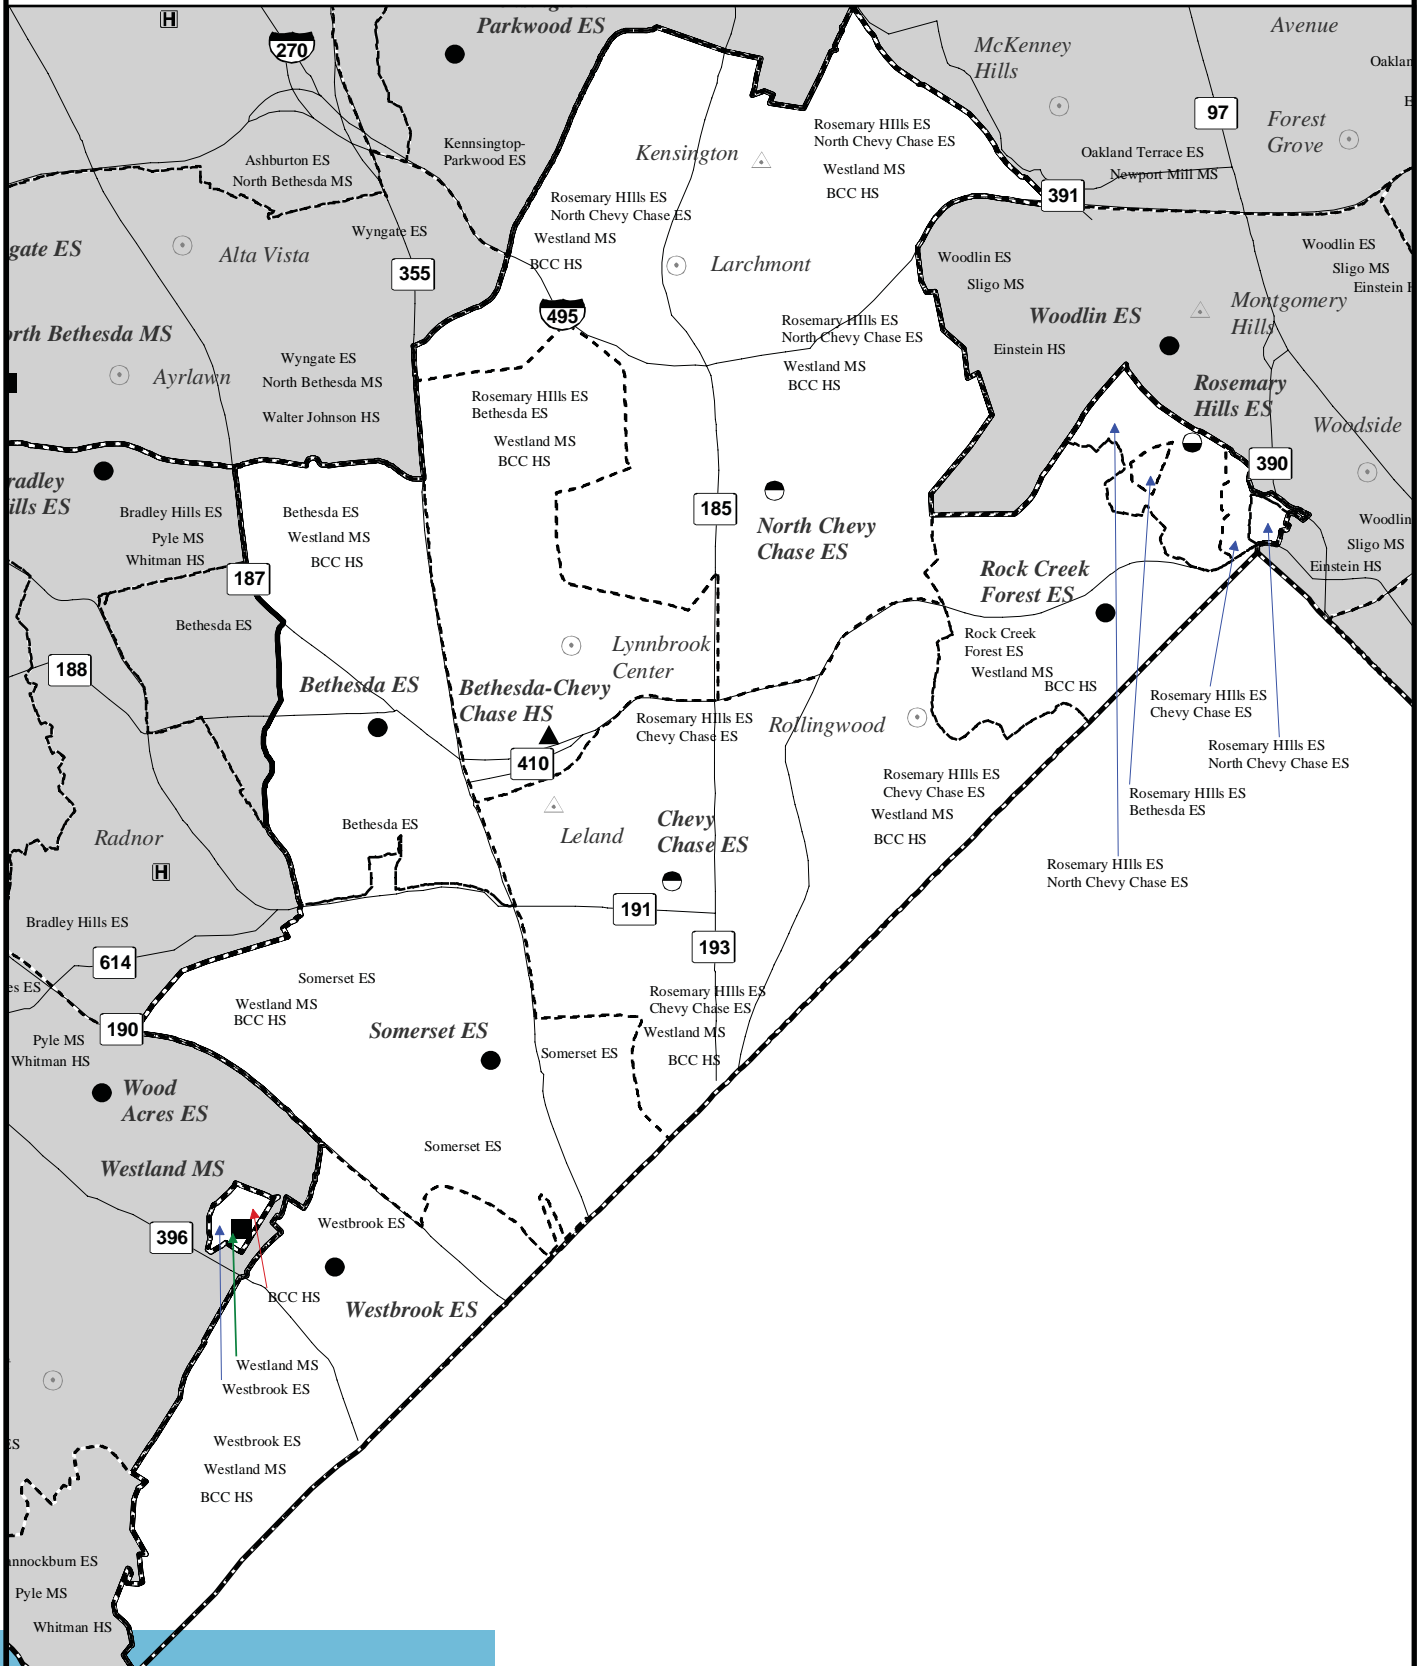 Parkwood ES
Avenue
H
270
McKenney
Hills
97
Forest
Grove
Kennsingtop-
Parkwood ES
Ashburton ES
North Bethesda MS
Kensington
Rosemary HIlls ES
North Chevy Chase ES
Westland MS
BCC HS
Oakland Terrace ES
Newport Mill MS
391
Rosemary HIlls ES
North Chevy Chase ES
Westland MS
BCC HS
Wyngate ES
gate ES
Alta Vista
355
Larchmont
Woodlin ES
Sligo MS
Woodlin ES
Sligo MS
Einstein H
495
Montgomery
Hills
Woodlin ES
Einstein HS
orth Bethesda MS
Ayrlawn
Wyngate ES
North Bethesda MS
Walter Johnson HS
Rosemary HIlls ES
North Chevy Chase ES
Westland MS
BCC HS
Rosemary HIlls ES
Bethesda ES
Westland MS
BCC HS
Rosemary
Hills ES
Woodside
390
radley
ills ES
Bradley Hills ES
Pyle MS
Whitman HS
Bethesda ES
Westland MS
BCC HS
185
North Chevy
Chase ES
Woodlin
Sligo MS
Einstein HS
187
Rock Creek
Forest ES
Bethesda ES
188
Lynnbrook
Center
Rock Creek
Forest ES
Westland MS
BCC HS
Bethesda ES
Bethesda-Chevy
Chase HS
Rosemary HIlls ES
Chevy Chase ES
Rollingwood
Rosemary HIlls ES
Chevy Chase ES
Rosemary HIlls ES
North Chevy Chase ES
410
Rosemary HIlls ES
Chevy Chase ES
Westland MS
BCC HS
Rosemary HIlls ES
Bethesda ES
Radnor
H
Bethesda ES
Leland
Chevy
Chase ES
Rosemary HIlls ES
North Chevy Chase ES
191
193
Bradley Hills ES
614
es ES
Somerset ES
Westland MS
BCC HS
Rosemary HIlls ES
Chevy Chase ES
Westland MS
BCC HS
190
Pyle MS
Whitman HS
Somerset ES
Somerset ES
Wood
Acres ES
Somerset ES
Westland MS
396
Westbrook ES
BCC HS
Westbrook ES
Westland MS
Westbrook ES
ES
Westbrook ES
Westland MS
BCC HS
annockburn ES
Pyle MS
Whitman HS